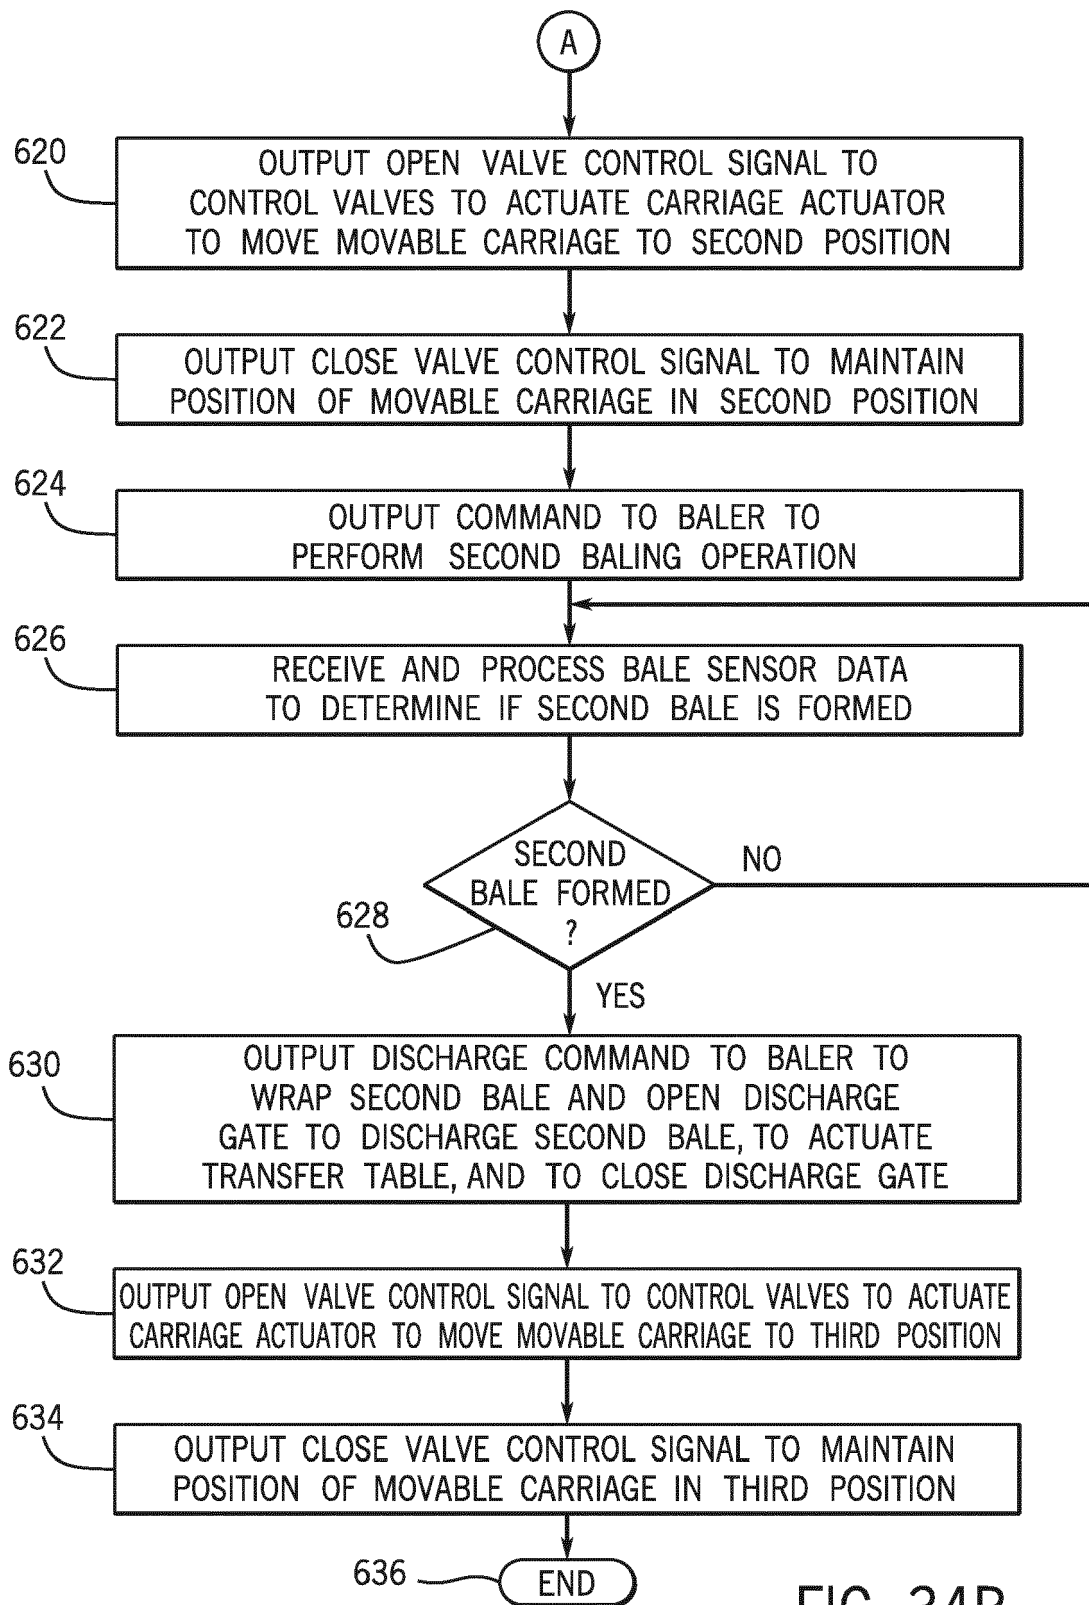 A
620
OUTPUT OPEN VALVE CONTROL SIGNAL TO
CONTROL VALVES TO ACTUATE CARRIAGE ACTUATOR
TO MOVE MOVABLE CARRIAGE TO SECOND POSITION
622
OUTPUT CLOSE VALVE CONTROL SIGNAL TO MAINTAIN
POSITION OF MOVABLE CARRIAGE IN SECOND POSITION
624
OUTPUT COMMAND TO BALER TO
PERFORM SECOND BALING OPERATION
626
RECEIVE AND PROCESS BALE SENSOR DATA
TO DETERMINE IF SECOND BALE IS FORMED
SECOND
BALE FORMED
?
NO
628
YES
630
OUTPUT DISCHARGE COMMAND TO BALER TO
WRAP SECOND BALE AND OPEN DISCHARGE
GATE TO DISCHARGE SECOND BALE, TO ACTUATE
TRANSFER TABLE, AND TO CLOSE DISCHARGE GATE
632
OUTPUT OPEN VALVE CONTROL SIGNAL TO CONTROL VALVES TO ACTUATE
CARRIAGE ACTUATOR TO MOVE MOVABLE CARRIAGE TO THIRD POSITION
634
OUTPUT CLOSE VALVE CONTROL SIGNAL TO MAINTAIN
POSITION OF MOVABLE CARRIAGE IN THIRD POSITION
636
END
FIG. 34B